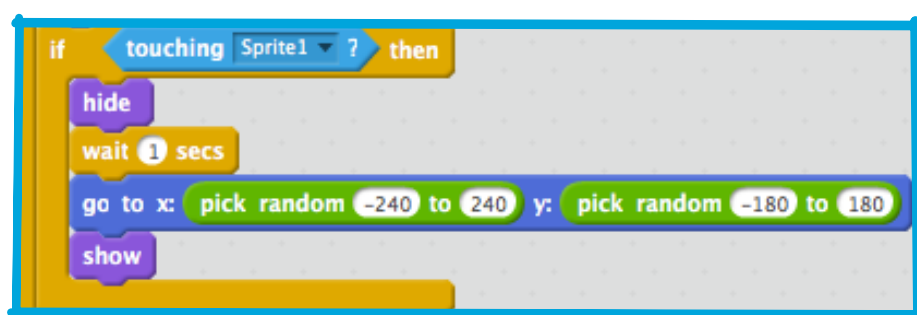 if touching Sprite1 ? then
hide
wait 1 secs
go to x: pick random -240 to 240 y: pick random -180 to 180
show